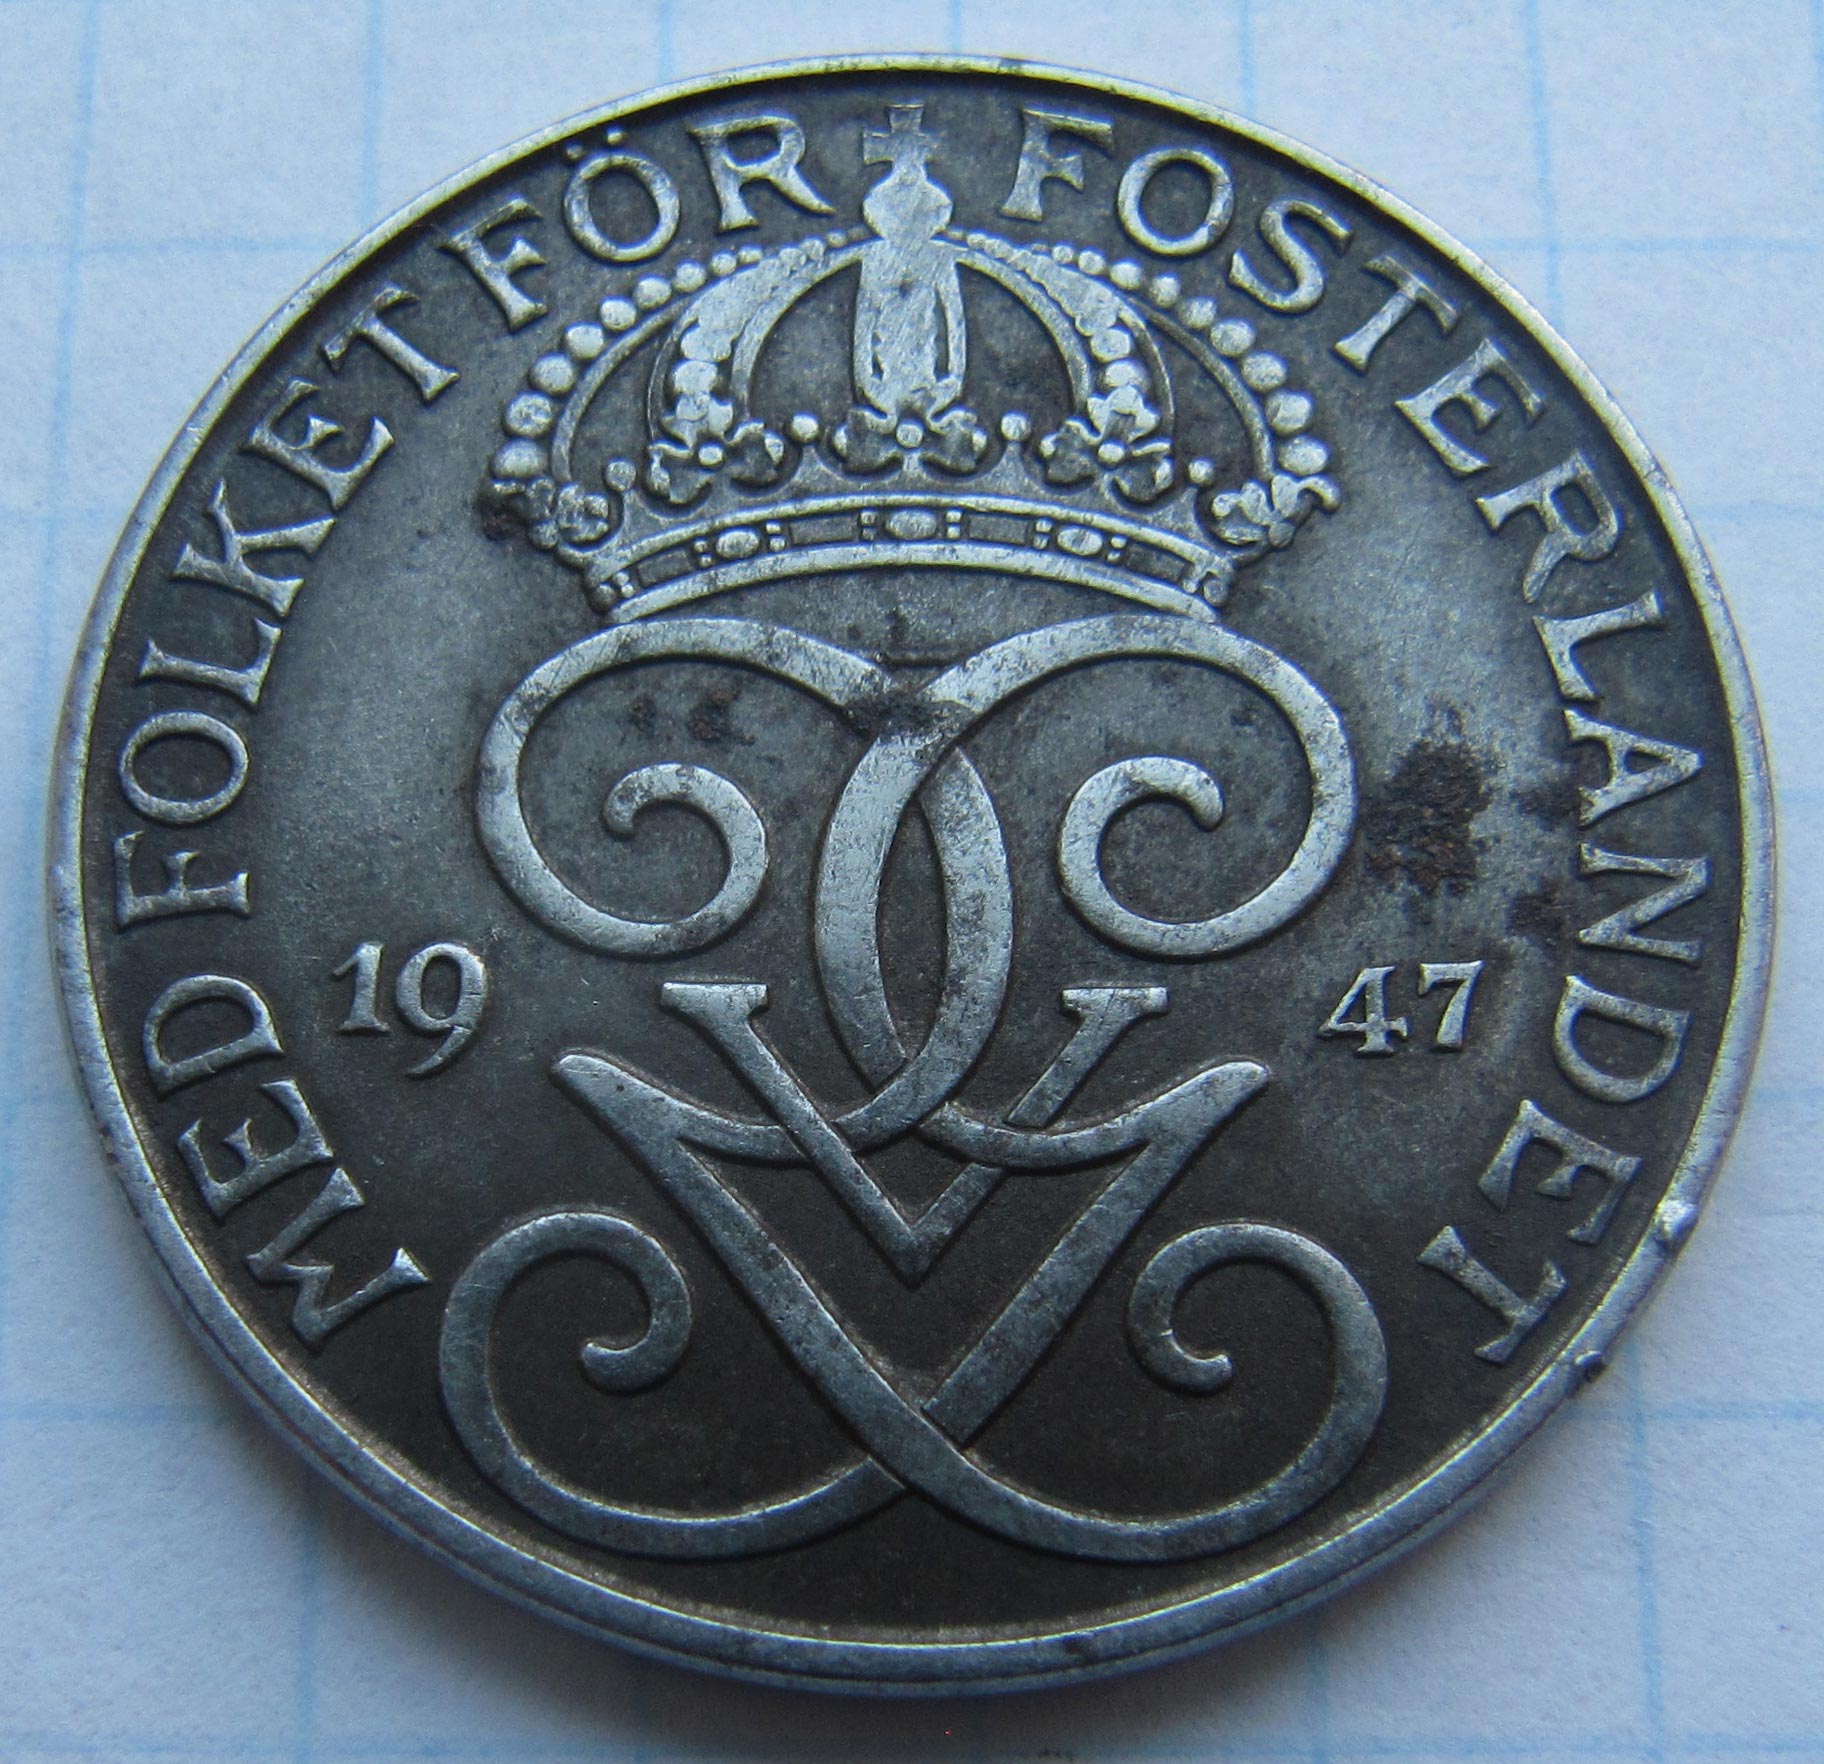 MED FOLKET FÖR FOSTERLANDET
19 47